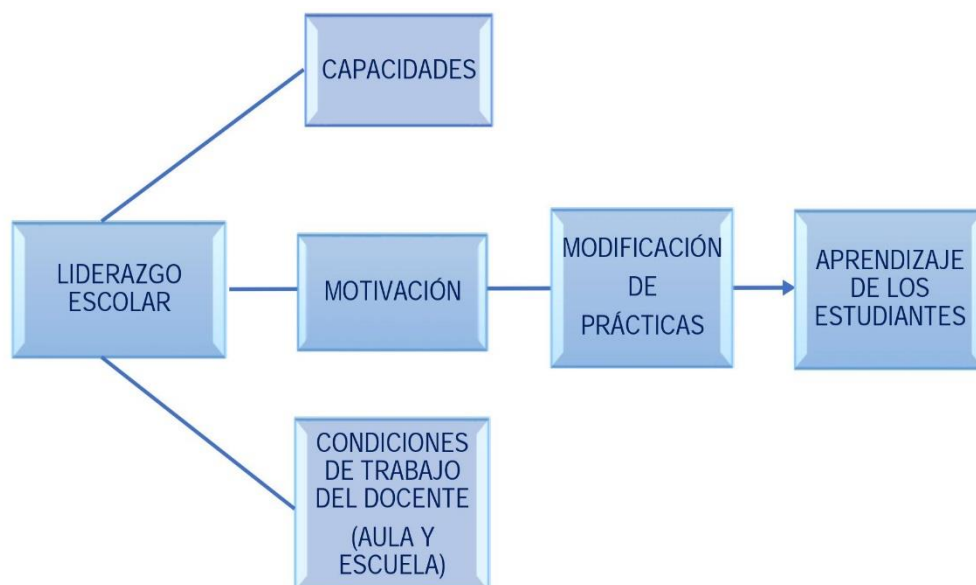 CAPACIDADES
LIDERAZGO
ESCOLAR
MOTIVACIÓN
MODIFICACIÓN
DE
PRÁCTICAS
APRENDIZAJE
DE LOS
ESTUDIANTES
CONDICIONES
DE TRABAJO
DEL DOCENTE
(AULA Y
ESCUELA)